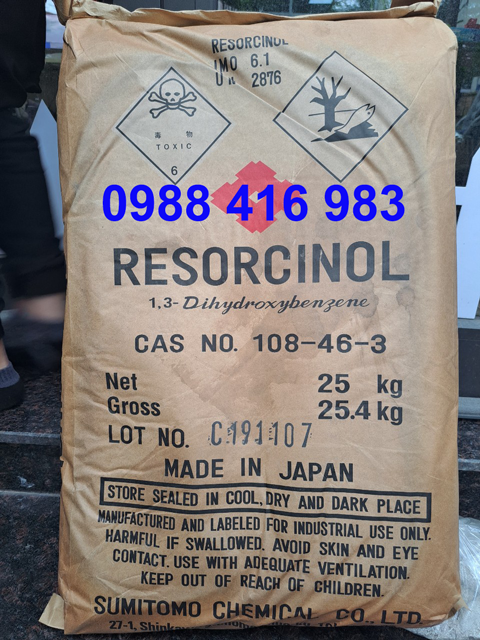 RESORCINOL
IMO 6.1
UN 2876
毒 物
TOXIC
6
0988 416 983
RESORCINOL
1,3-Dihydroxybenzene
CAS NO. 108-46-3
Net 25 kg
Gross 25.4 kg
LOT NO. C191107
MADE IN JAPAN
STORE SEALED IN COOL, DRY AND DARK PLACE
MANUFACTURED AND LABELED FOR INDUSTRIAL USE ONLY.
HARMFUL IF SWALLOWED. AVOID SKIN AND EYE
CONTACT. USE WITH ADEQUATE VENTILATION.
KEEP OUT OF REACH OF CHILDREN.
SUMITOMO CHEMICAL CO., LTD.
27-1,